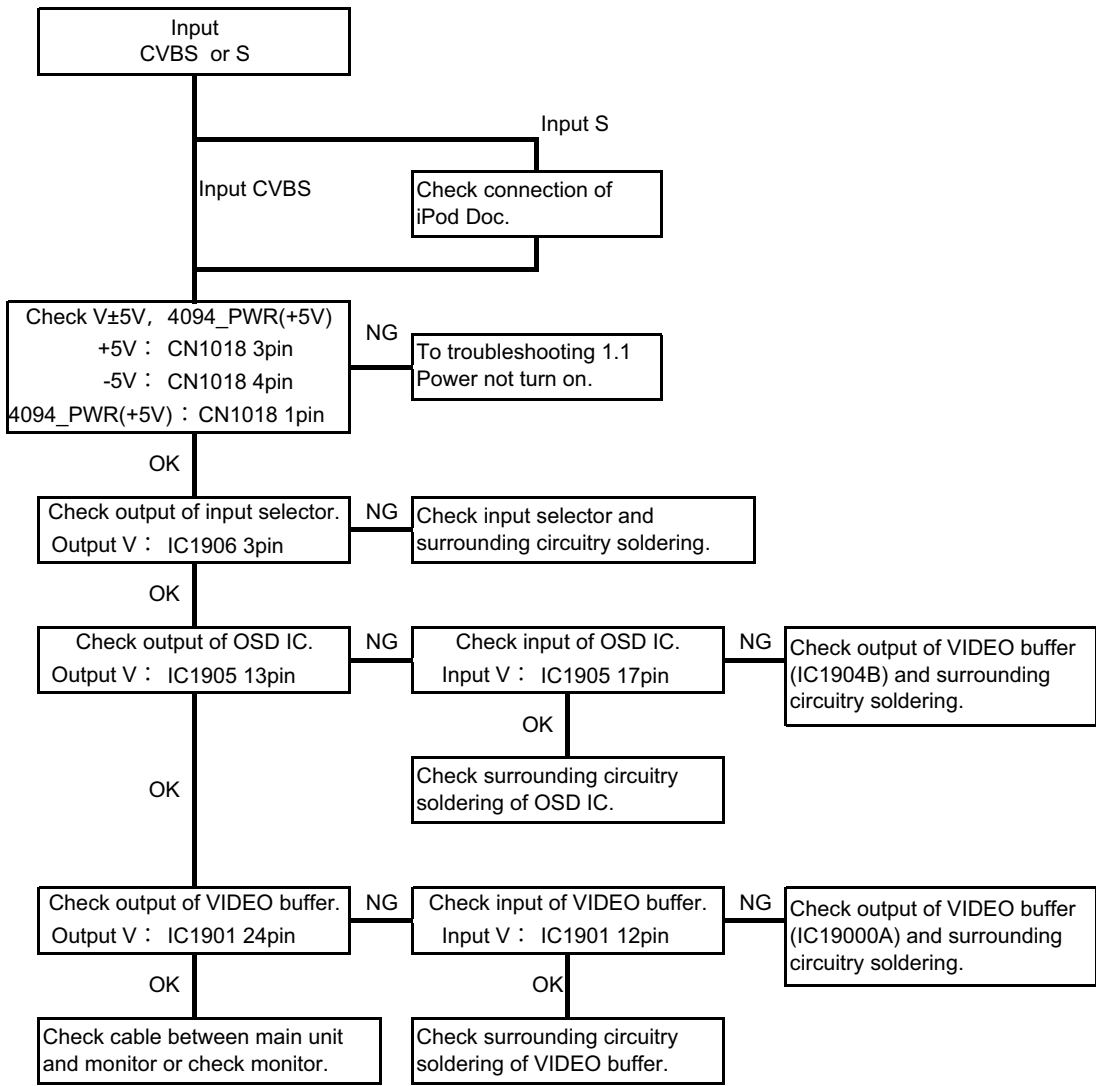 Input
CVBS or S
Input S
Input CVBS
Check connection of
iPod Doc.
Check V±5V, 4094_PWR(+5V)
+5V : CN1018 3pin
-5V : CN1018 4pin
4094_PWR(+5V) : CN1018 1pin
NG
To troubleshooting 1.1
Power not turn on.
OK
Check output of input selector.
Output V : IC1906 3pin
NG
Check input selector and
surrounding circuitry soldering.
OK
Check output of OSD IC.
Output V : IC1905 13pin
NG
Check input of OSD IC.
Input V : IC1905 17pin
NG
Check output of VIDEO buffer
(IC1904B) and surrounding
circuitry soldering.
OK
Check surrounding circuitry
soldering of OSD IC.
OK
Check output of VIDEO buffer.
Output V : IC1901 24pin
NG
Check input of VIDEO buffer.
Input V : IC1901 12pin
NG
Check output of VIDEO buffer
(IC19000A) and surrounding
circuitry soldering.
OK
OK
Check cable between main unit
and monitor or check monitor.
Check surrounding circuitry
soldering of VIDEO buffer.